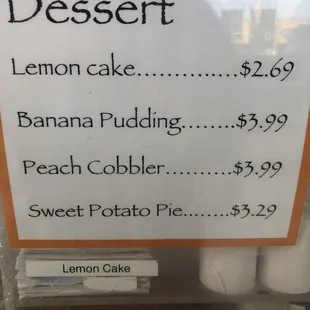 Dessert
Lemon cake..............$2.69
Banana Pudding........$3.99
Peach Cobbler..........$3.99
Sweet Potato Pie........$3.29
Lemon Cake